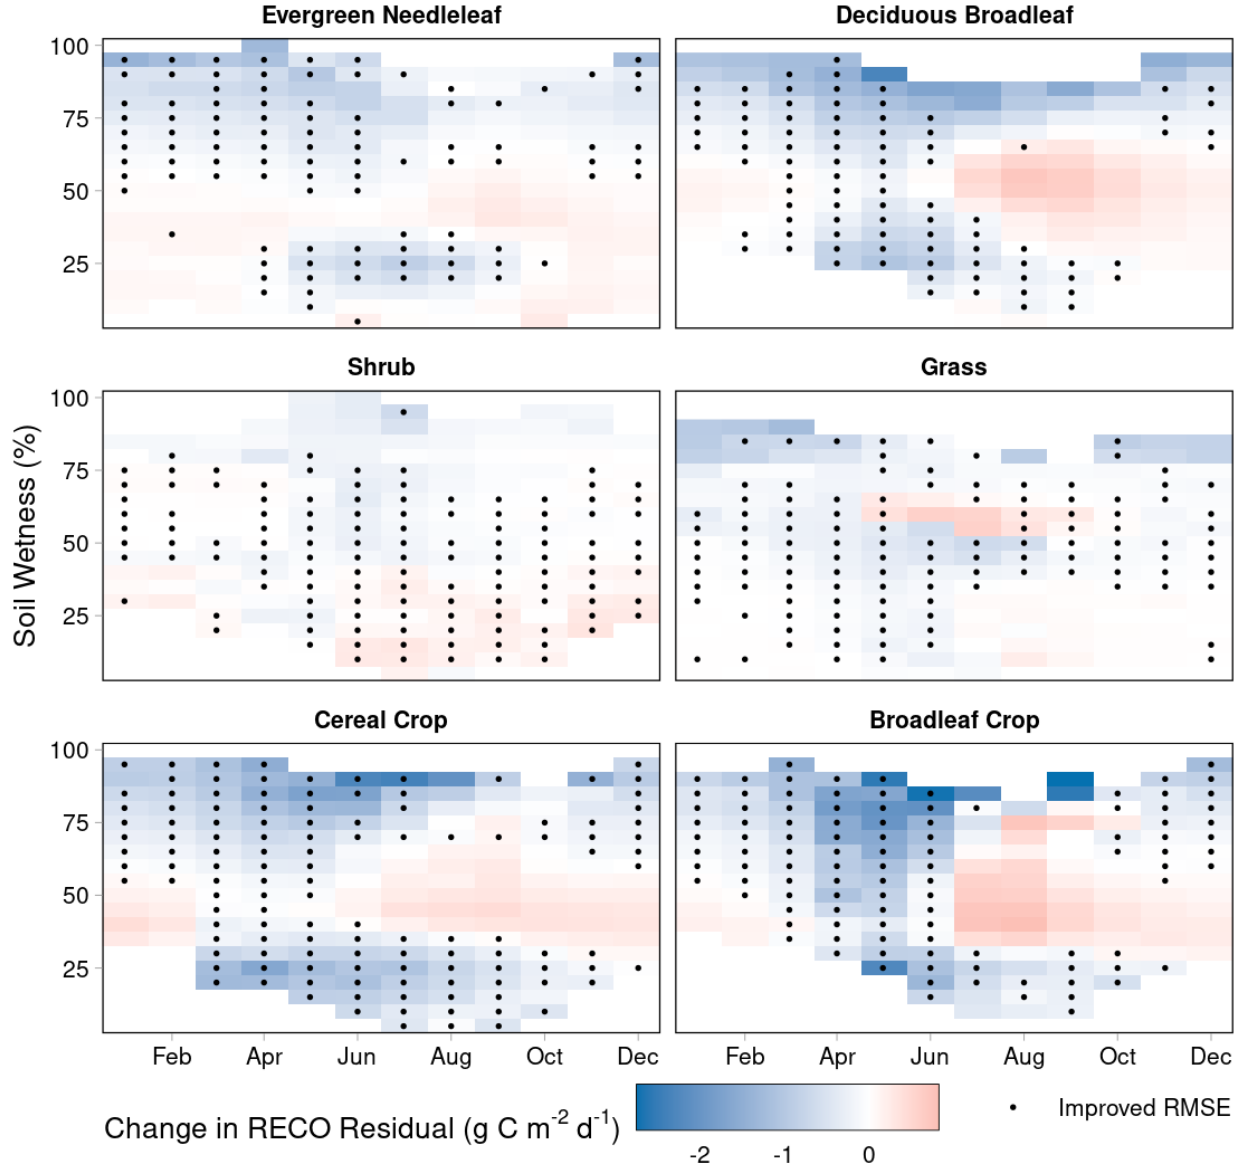 Evergreen Needleleaf Deciduous Broadleaf
100
75
50
25
Shrub Grass
100
75
50
25
Soil Wetness (%)
Cereal Crop Broadleaf Crop
100
75
50
25
Feb Apr Jun Aug Oct Dec Feb Apr Jun Aug Oct Dec
Change in RECO Residual (g C m⁻² d⁻¹)
-2 -1 0
Improved RMSE